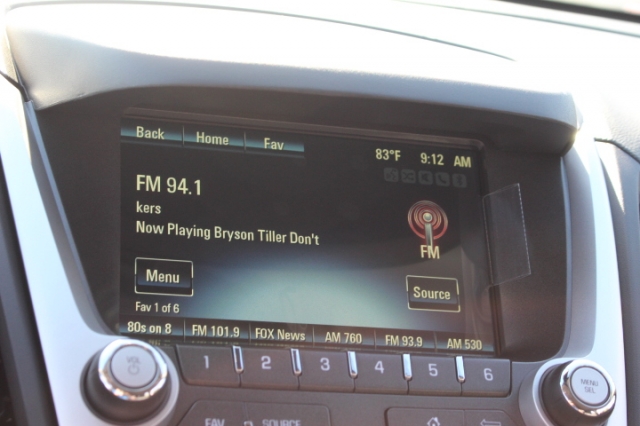 Back Home Fav
83°F 9:12 AM
FM 94.1
kers
Now Playing Bryson Tiller Don't
FM
Menu
Source
Fav 1 of 6
80s on 8 FM 101.9 FOX News AM 760 FM 93.9 AM 530
VOL
1 2 3 4 5 6
MENU
SEL
FAV SOURCE